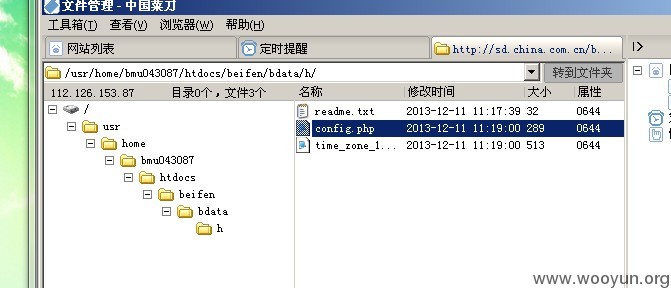 文件管理 - 中国菜刀
工具箱(T) 查看(V) 浏览器(W) 帮助(H)
网站列表 定时提醒 http://sd.china.com.cn/b...
/usr/home/bmu043087/htdocs/beifen/bdata/h/ 转到文件夹
112.126.153.87 目录0个，文件3个 名称 修改时间 大小 属性
/ readme.txt 2013-12-11 11:17:39 32 0644
usr config.php 2013-12-11 11:19:00 289 0644
home time_zone_1... 2013-12-11 11:19:00 513 0644
bmu043087
htdocs
beifen
bdata
h
www.wooyun.org